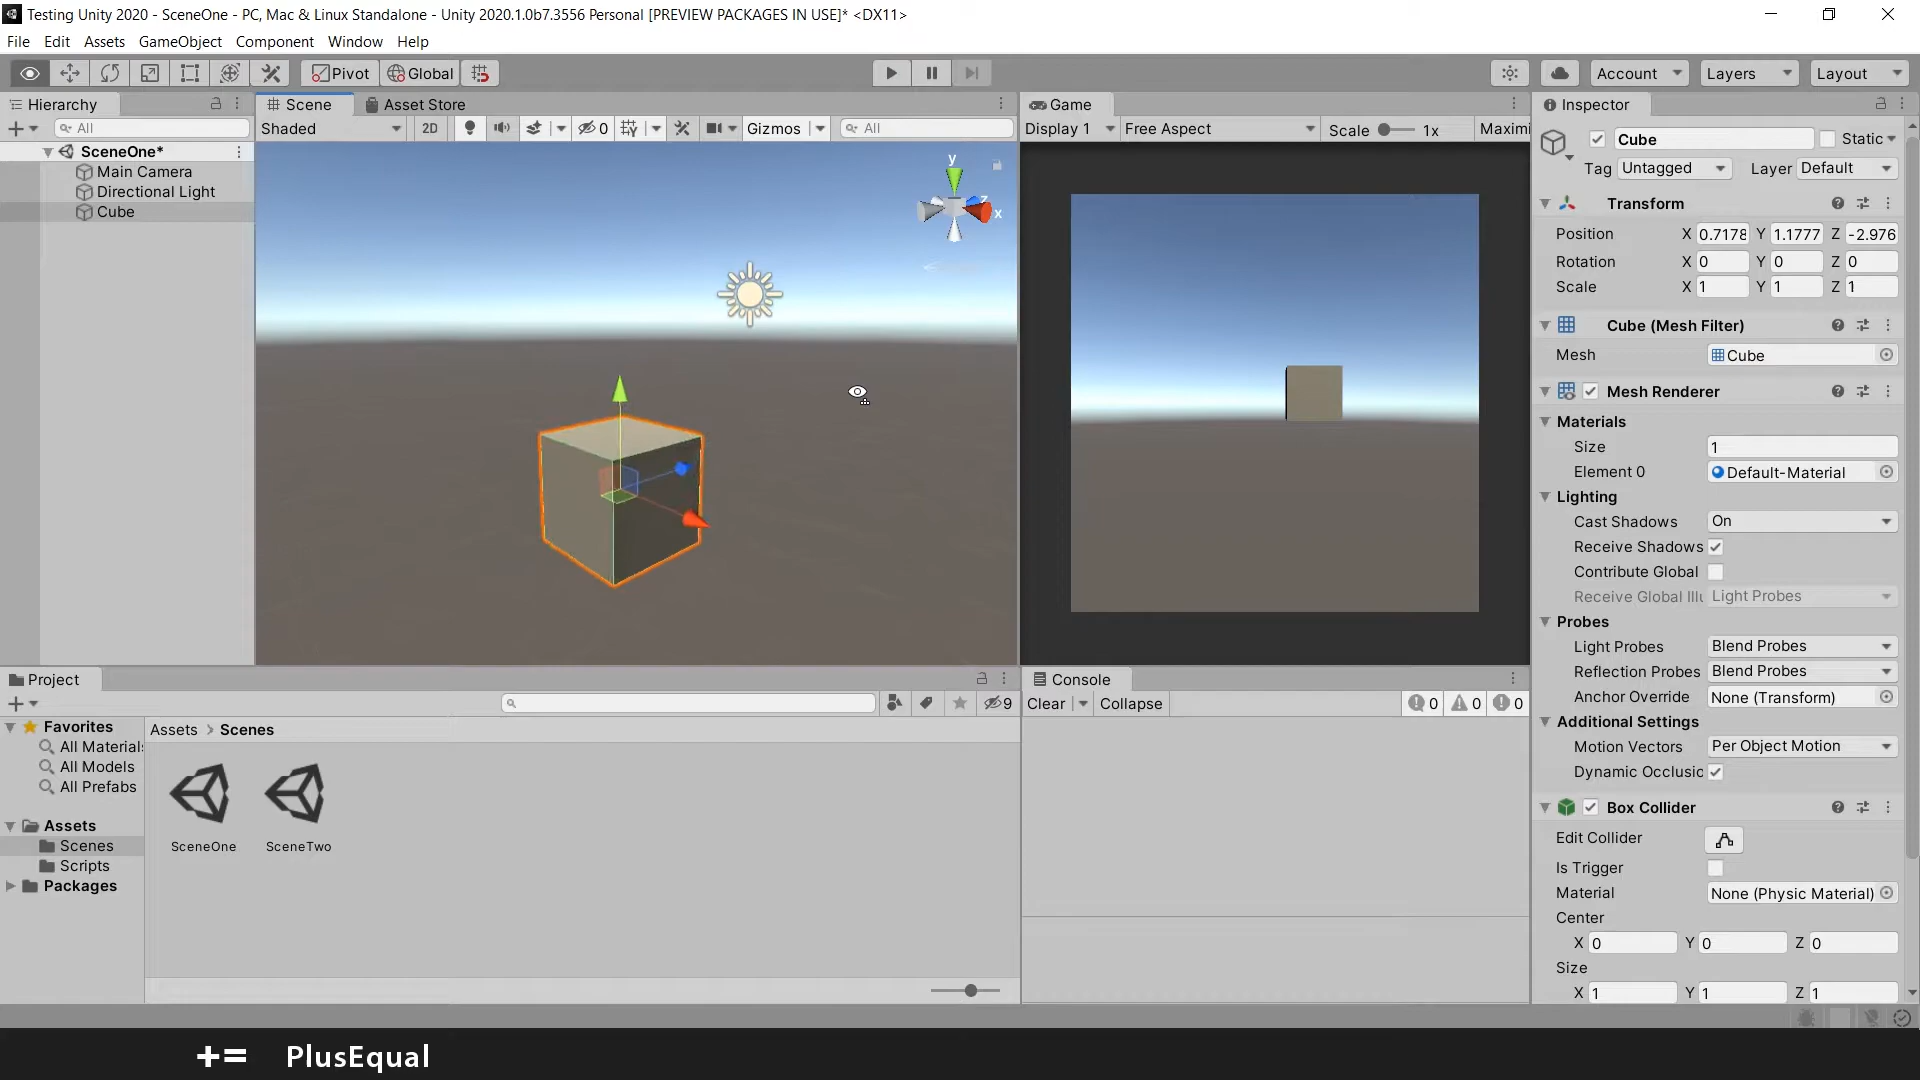 Testing Unity 2020 - SceneOne - PC, Mac & Linux Standalone - Unity 2020.1.0b7.3556 Personal [PREVIEW PACKAGES IN USE]* <DX11>
File Edit Assets GameObject Component Window Help
Pivot Global Account Layers Layout
Hierarchy
All
SceneOne*
Main Camera
Directional Light
Cube
Scene Asset Store
Shaded 2D 0 Gizmos All
y
z
x
Game
Display 1 Free Aspect Scale 1x Maximi
Inspector
Cube Static
Tag Untagged Layer Default
Transform
Position X 0.7178 Y 1.1777 Z -2.976
Rotation X 0 Y 0 Z 0
Scale X 1 Y 1 Z 1
Cube (Mesh Filter)
Mesh Cube
Mesh Renderer
Materials
Size 1
Element 0 Default-Material
Lighting
Cast Shadows On
Receive Shadows
Contribute Global
Receive Global Illu Light Probes
Probes
Light Probes Blend Probes
Reflection Probes Blend Probes
Anchor Override None (Transform)
Additional Settings
Motion Vectors Per Object Motion
Dynamic Occlusic
Box Collider
Edit Collider
Is Trigger
Material None (Physic Material)
Center
X 0 Y 0 Z 0
Size
X 1 Y 1 Z 1
Project
9
Favorites
All Materials
All Models
All Prefabs
Assets
Scenes
Scripts
Packages
Assets > Scenes
SceneOne SceneTwo
Console
Clear Collapse 0 0 0
+= PlusEqual